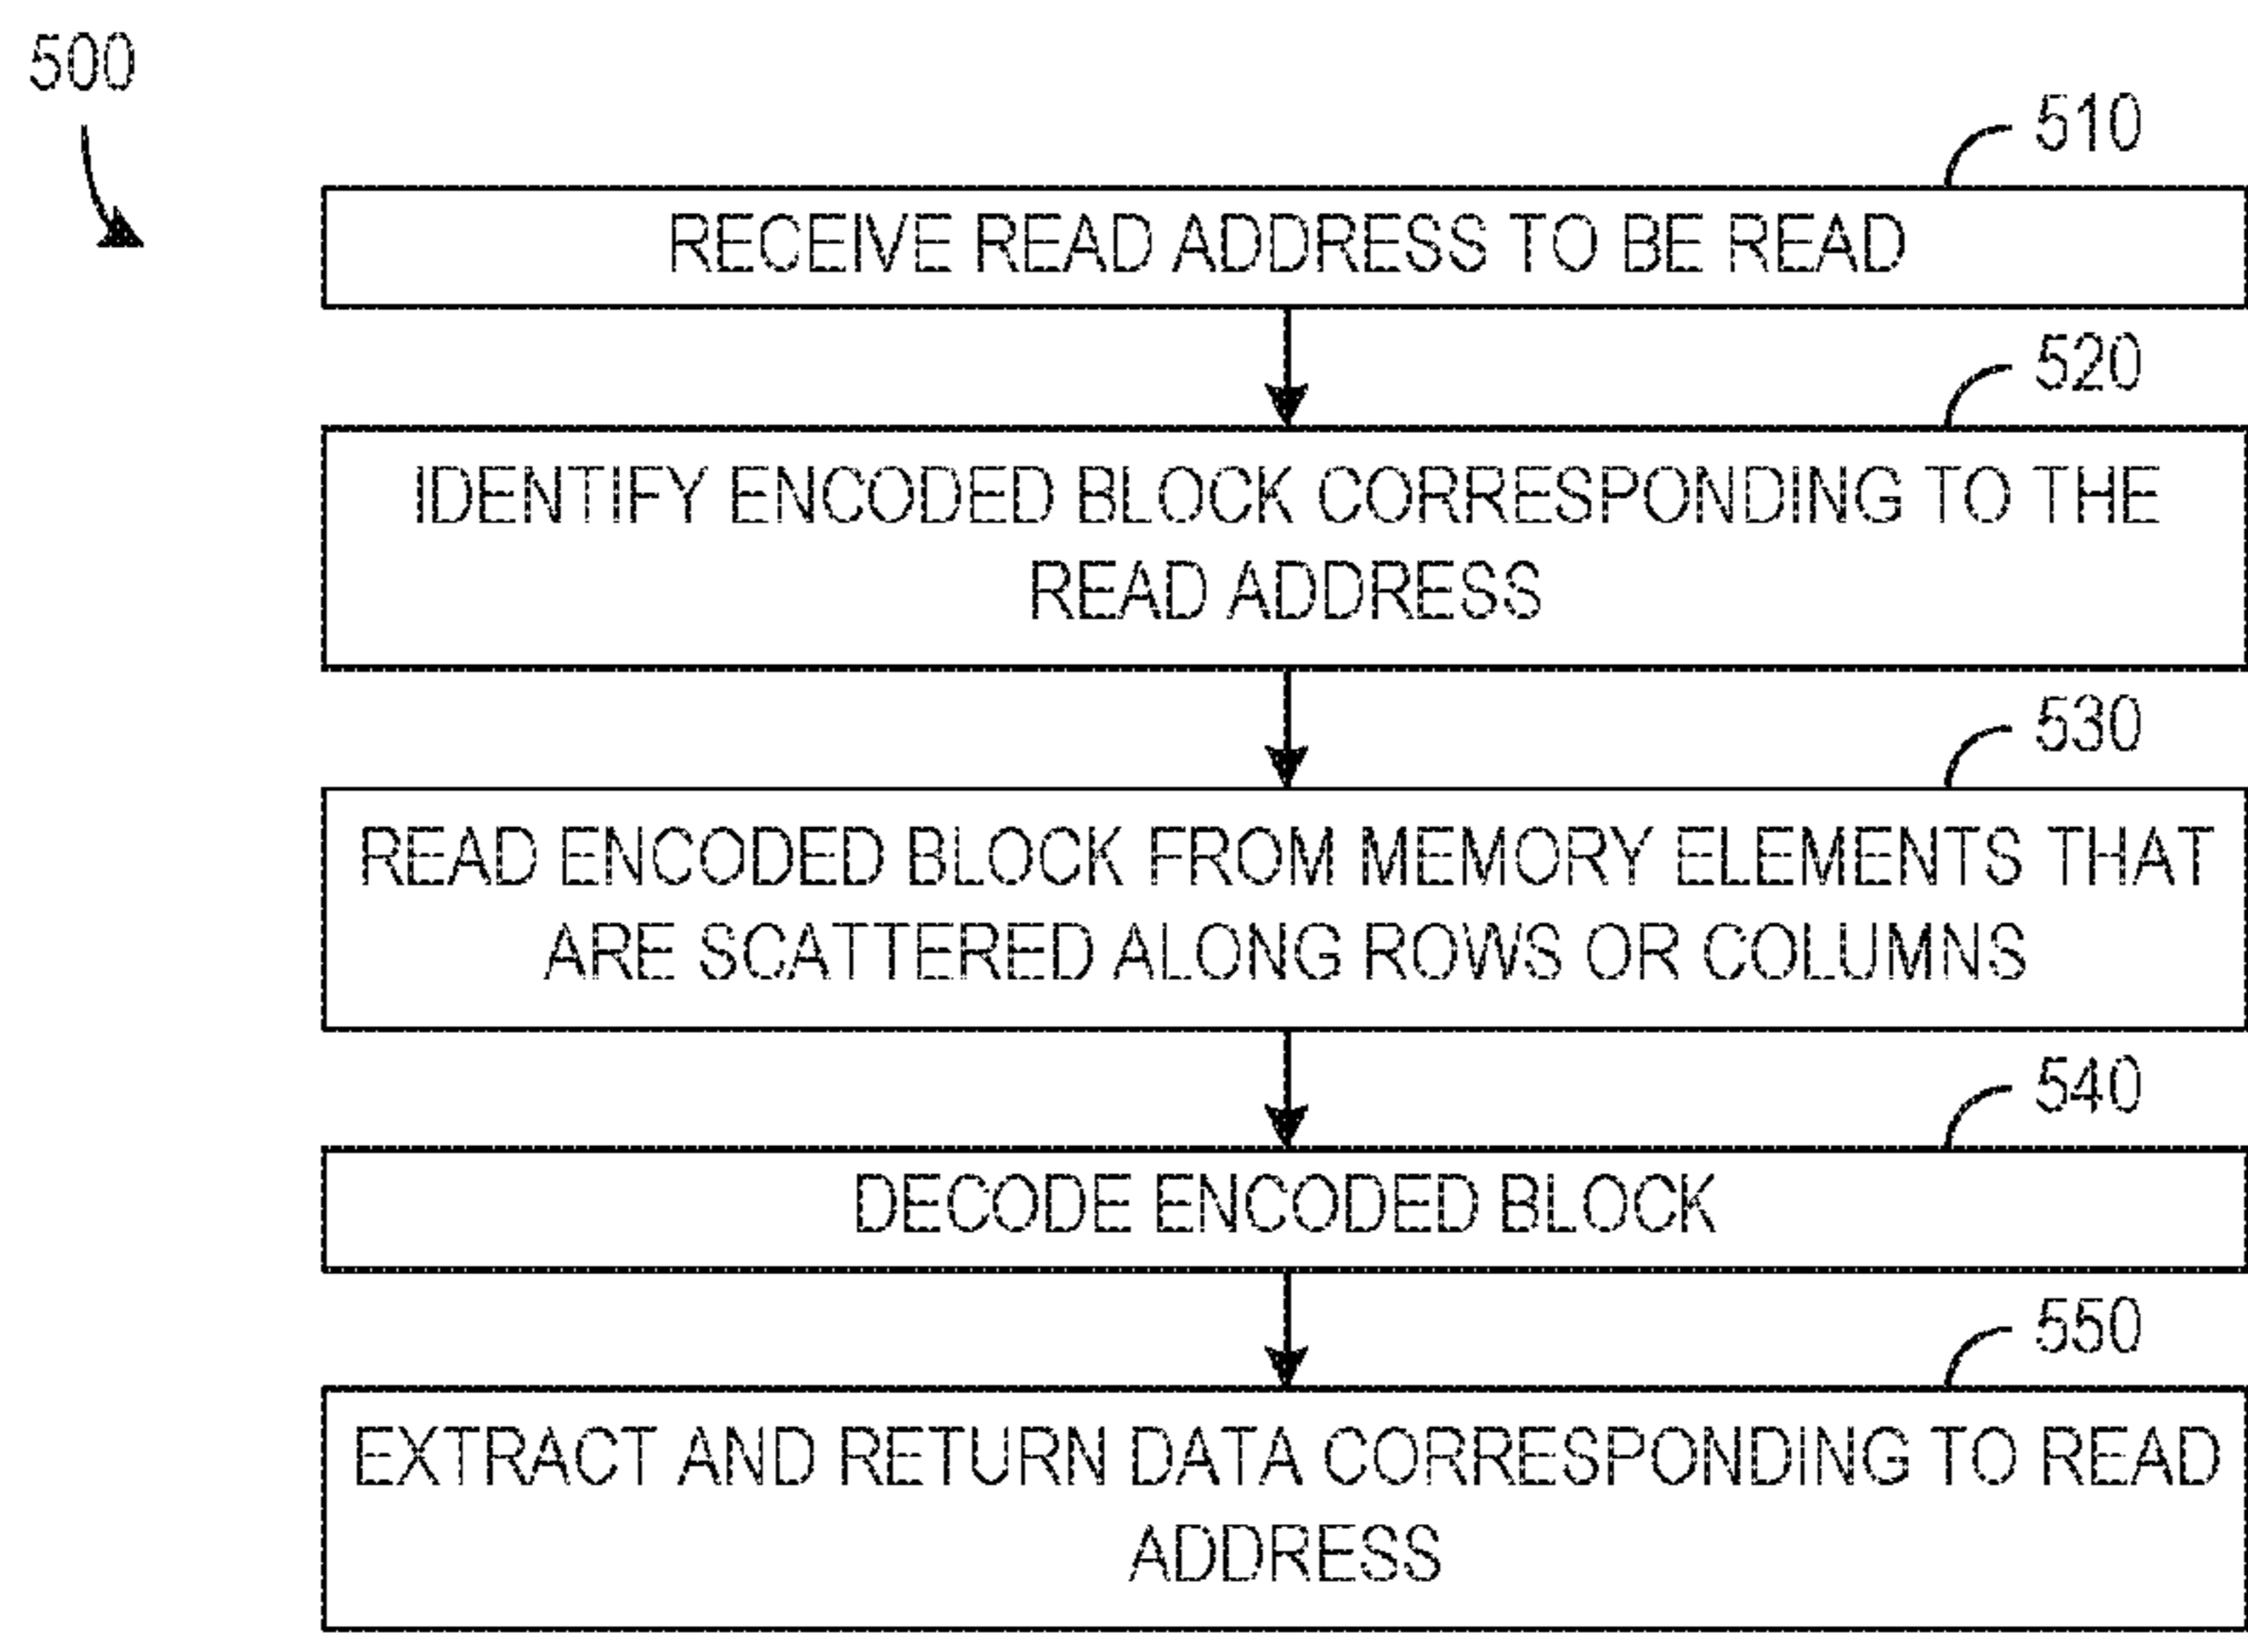 500
510
RECEIVE READ ADDRESS TO BE READ
520
IDENTIFY ENCODED BLOCK CORRESPONDING TO THE
READ ADDRESS
530
READ ENCODED BLOCK FROM MEMORY ELEMENTS THAT
ARE SCATTERED ALONG ROWS OR COLUMNS
540
DECODE ENCODED BLOCK
550
EXTRACT AND RETURN DATA CORRESPONDING TO READ
ADDRESS